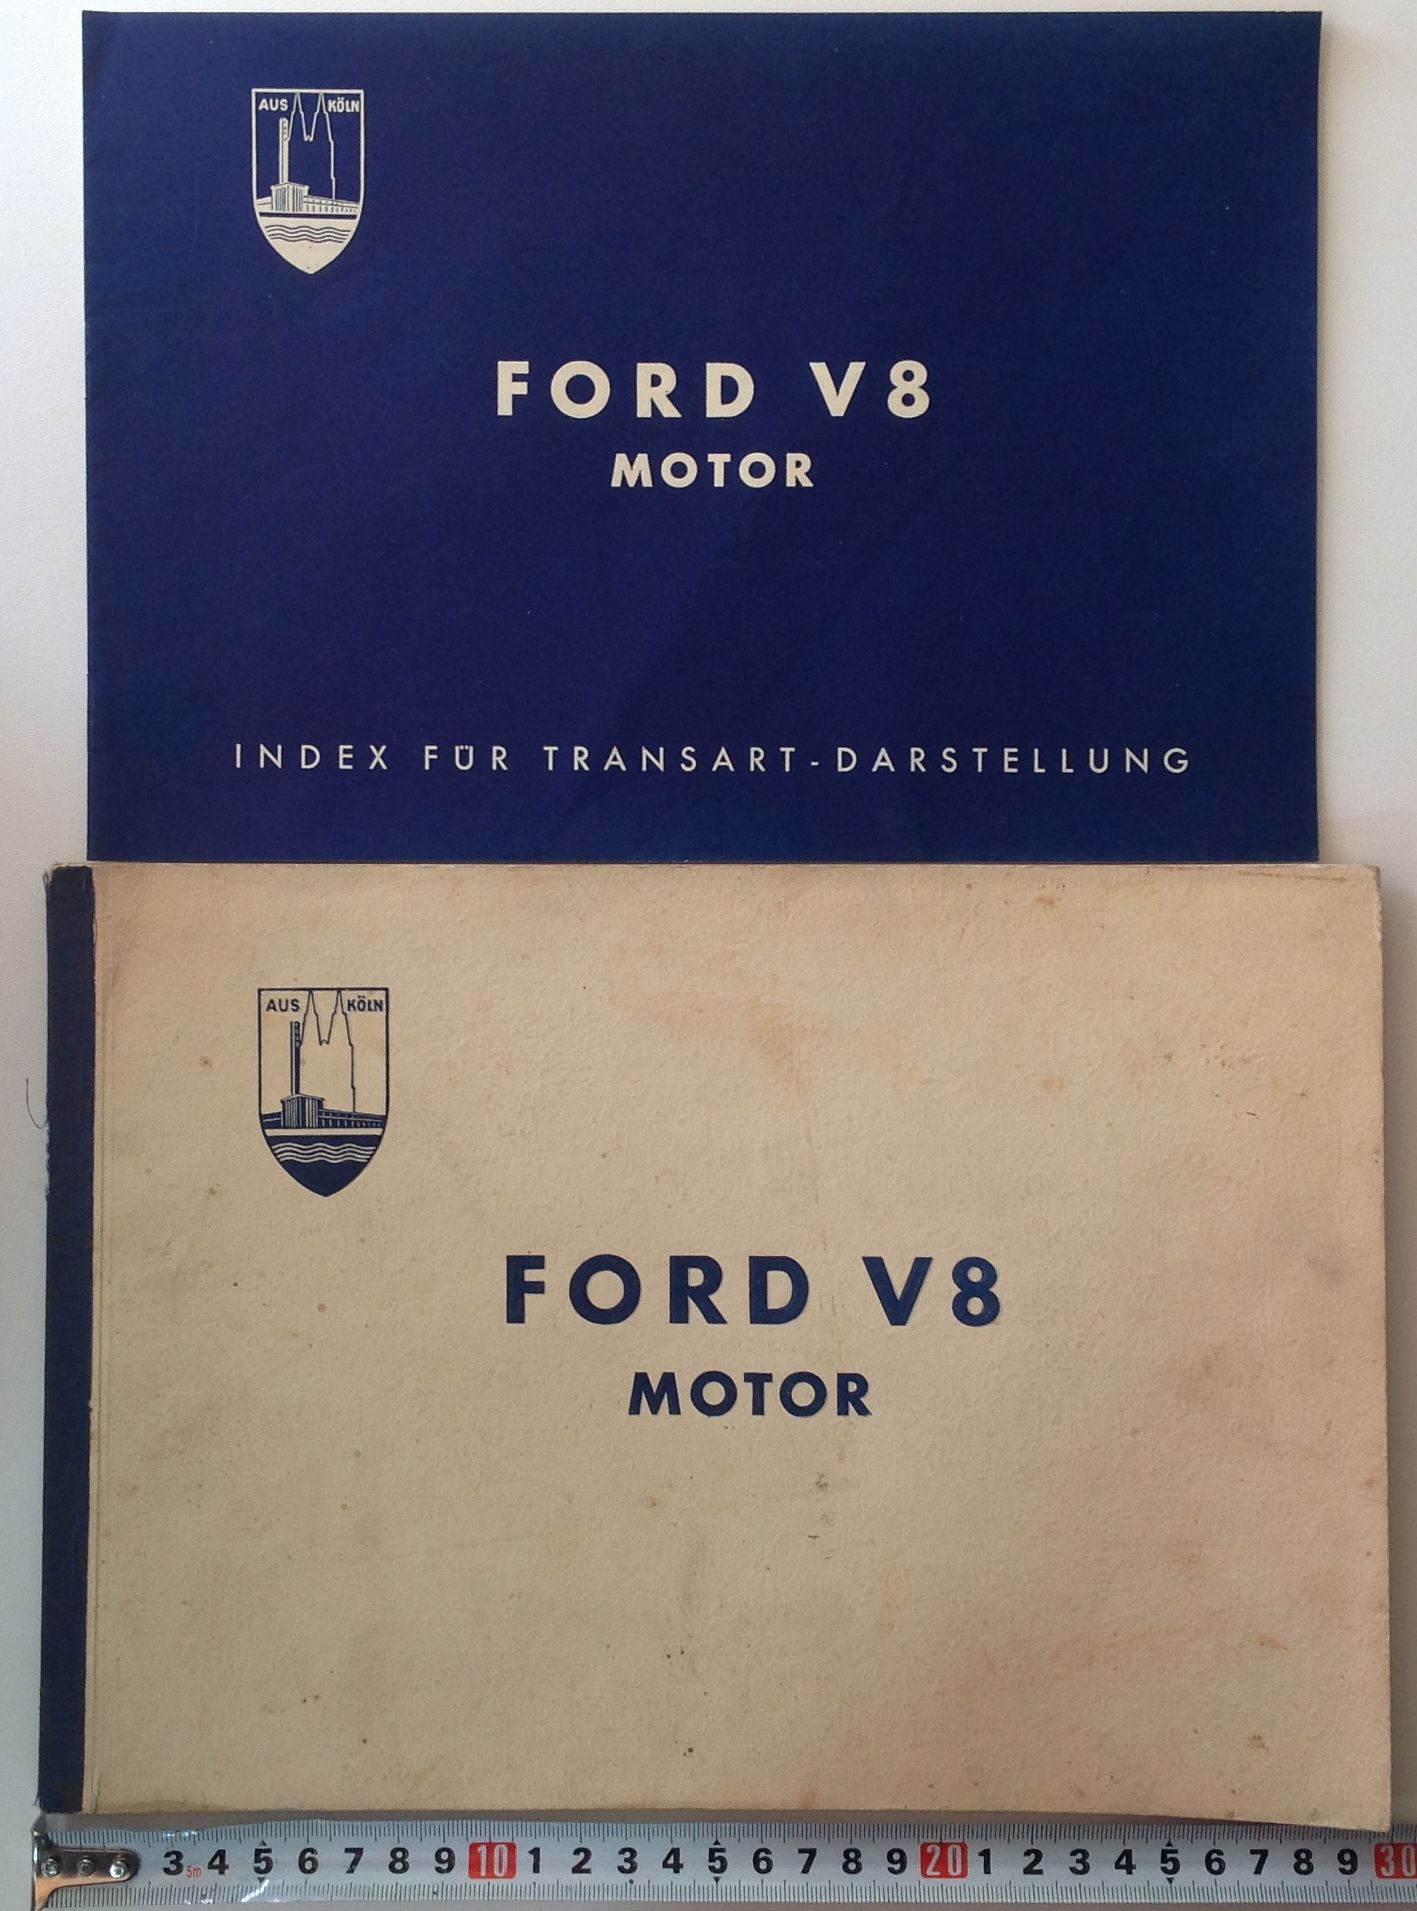 AUS KÖLN
FORD V8
MOTOR
INDEX FÜR TRANSART-DARSTELLUNG
AUS KÖLN
FORD V8
MOTOR
3 5m 4 5 6 7 8 9 10 1 2 3 4 5 6 7 8 9 20 1 2 3 4 5 6 7 8 9 30